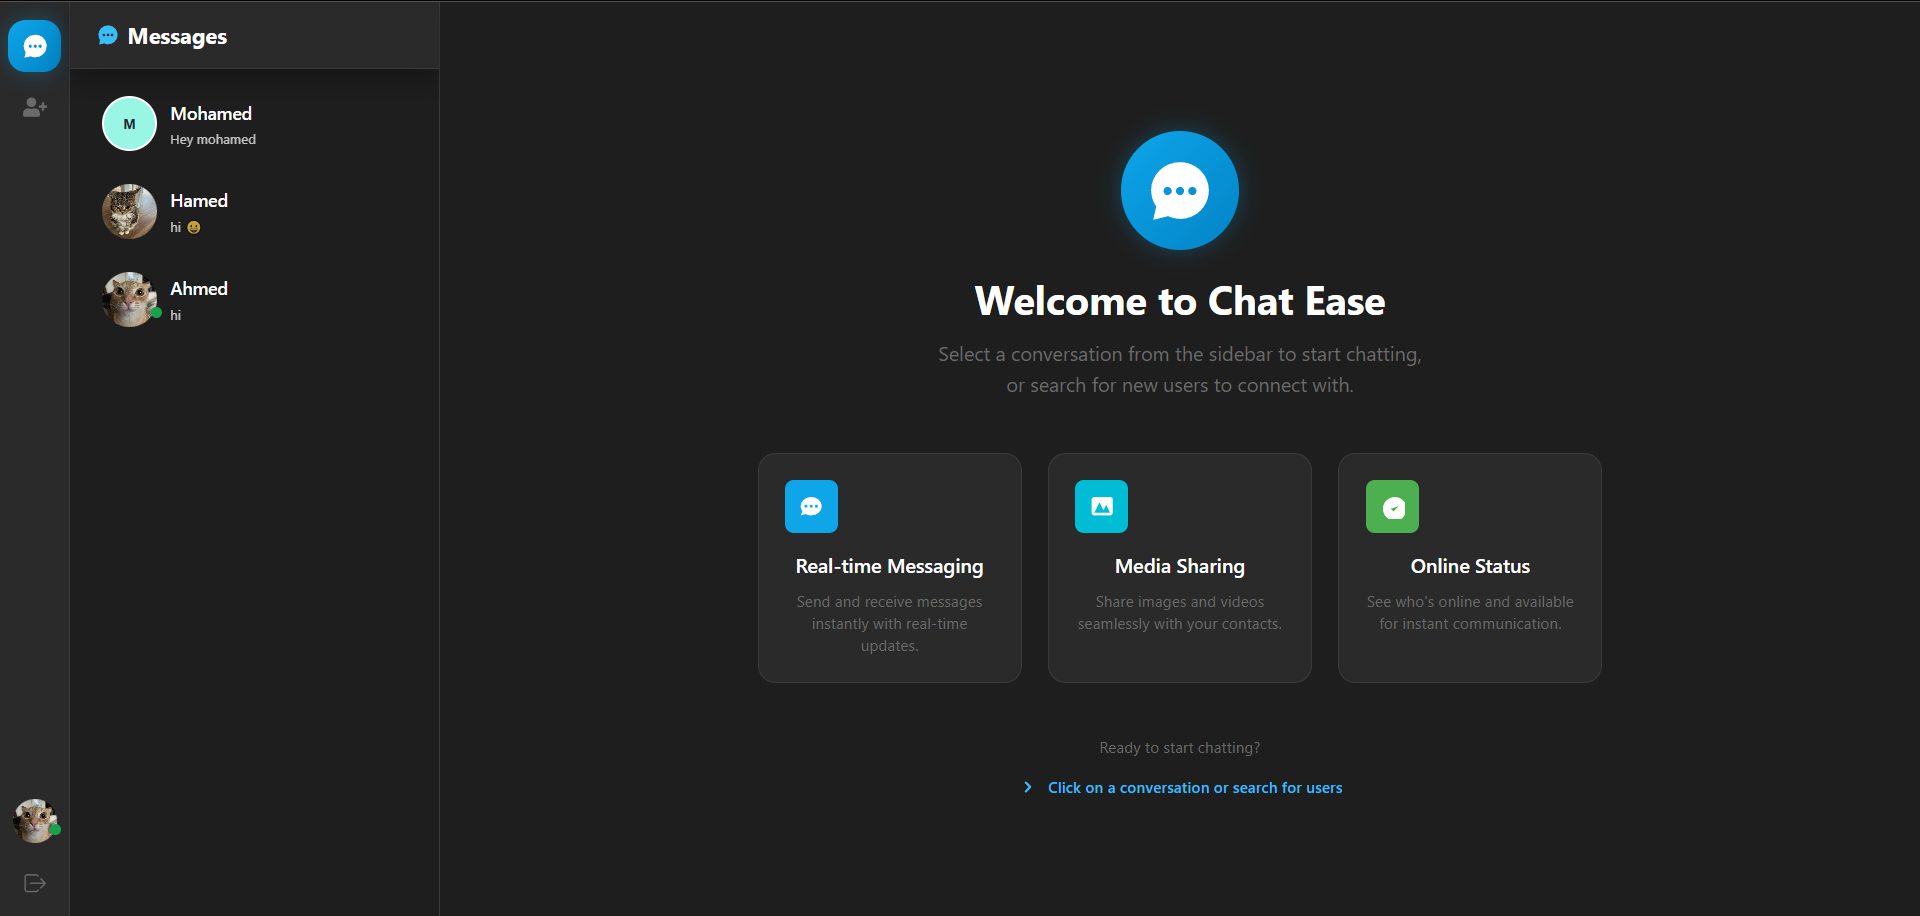 Messages
M
Mohamed
Hey mohamed
Hamed
hi 😀
Ahmed
hi
Welcome to Chat Ease
Select a conversation from the sidebar to start chatting,
or search for new users to connect with.
Real-time Messaging
Send and receive messages
instantly with real-time
updates.
Media Sharing
Share images and videos
seamlessly with your contacts.
Online Status
See who's online and available
for instant communication.
Ready to start chatting?
Click on a conversation or search for users